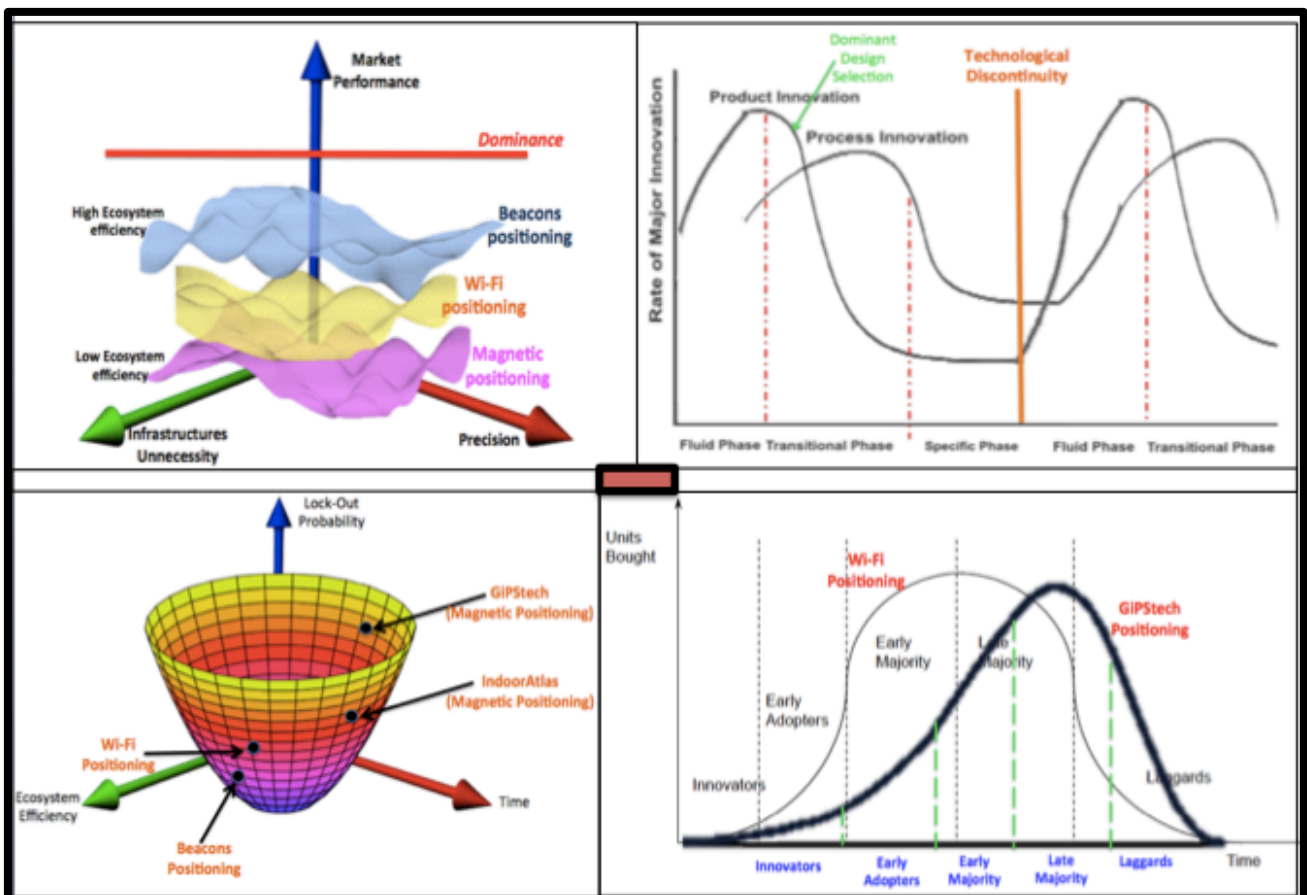 Market
Performance
Dominance
High Ecosystem
efficiency
Beacons
positioning
Wi-Fi
positioning
Low Ecosystem
efficiency
Magnetic
positioning
Infrastructures
Unnecessity
Precision
Dominant
Design
Selection
Technological
Discontinuity
Product Innovation
Process Innovation
Rate of Major Innovation
Fluid Phase
Transitional Phase
Specific Phase
Fluid Phase
Transitional Phase
Lock-Out
Probability
GiPStech
(Magnetic Positioning)
IndoorAtlas
(Magnetic Positioning)
Wi-Fi
Positioning
Ecosystem
Efficiency
Time
Beacons
Positioning
Units
Bought
Wi-Fi
Positioning
GiPStech
Positioning
Early
Majority
Late
Majority
Early
Adopters
Innovators
Laggards
Time
Innovators
Early
Adopters
Early
Majority
Late
Majority
Laggards